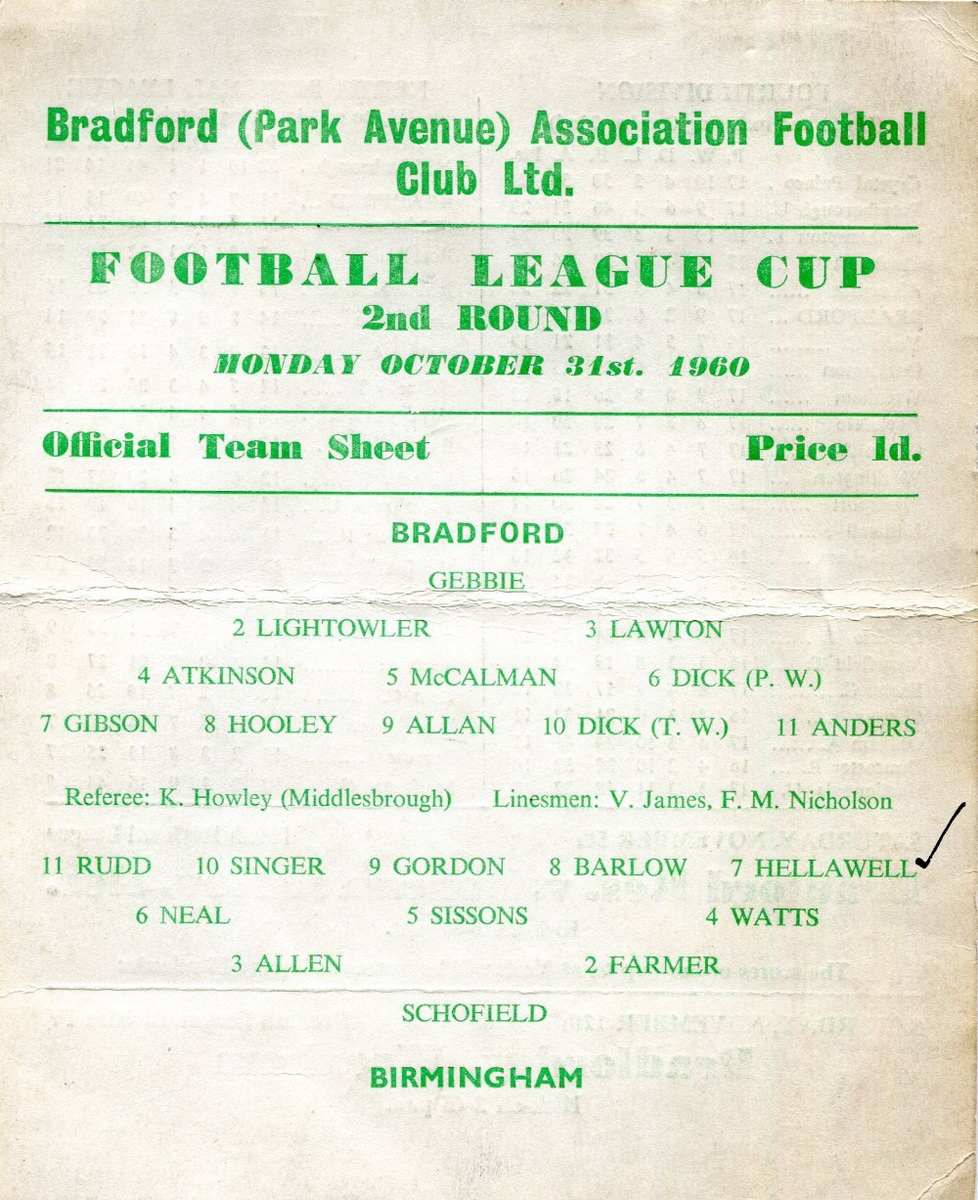 Bradford (Park Avenue) Association Football
Club Ltd.
FOOTBALL LEAGUE CUP
2nd ROUND
MONDAY OCTOBER 31st. 1960
Official Team Sheet Price 1d.
BRADFORD
GEBBIE
2 LIGHTOWLER 3 LAWTON
4 ATKINSON 5 McCALMAN 6 DICK (P. W.)
7 GIBSON 8 HOOLEY 9 ALLAN 10 DICK (T. W.) 11 ANDERS
Referee: K. Howley (Middlesbrough) Linesmen: V. James, F. M. Nicholson
11 RUDD 10 SINGER 9 GORDON 8 BARLOW 7 HELLAWELL
6 NEAL 5 SISSONS 4 WATTS
3 ALLEN 2 FARMER
SCHOFIELD
BIRMINGHAM